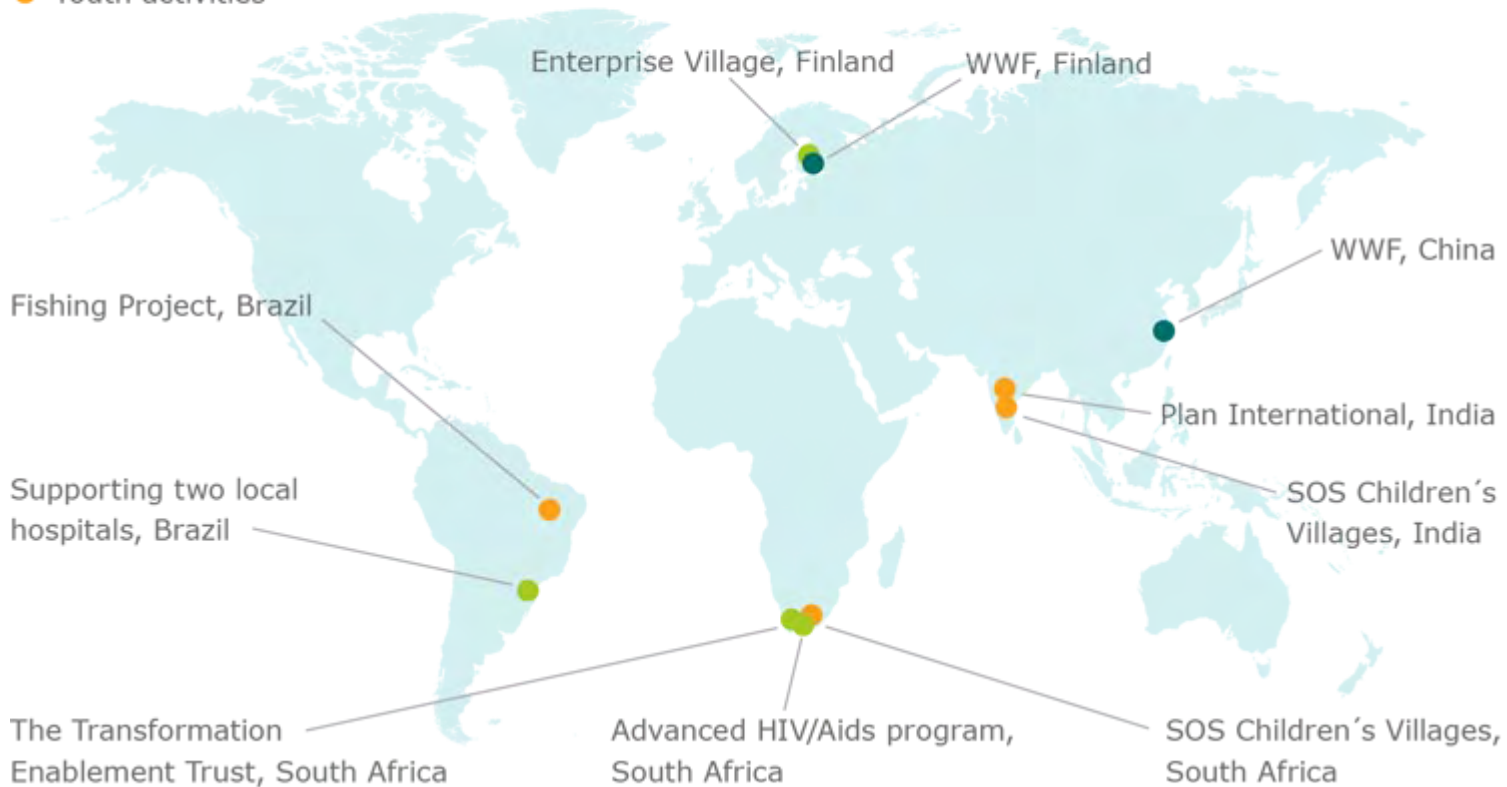 Youth activities
Enterprise Village, Finland
WWF, Finland
WWF, China
Fishing Project, Brazil
Plan International, India
Supporting two local
hospitals, Brazil
SOS Children´s
Villages, India
The Transformation
Enablement Trust, South Africa
Advanced HIV/Aids program,
South Africa
SOS Children´s Villages,
South Africa